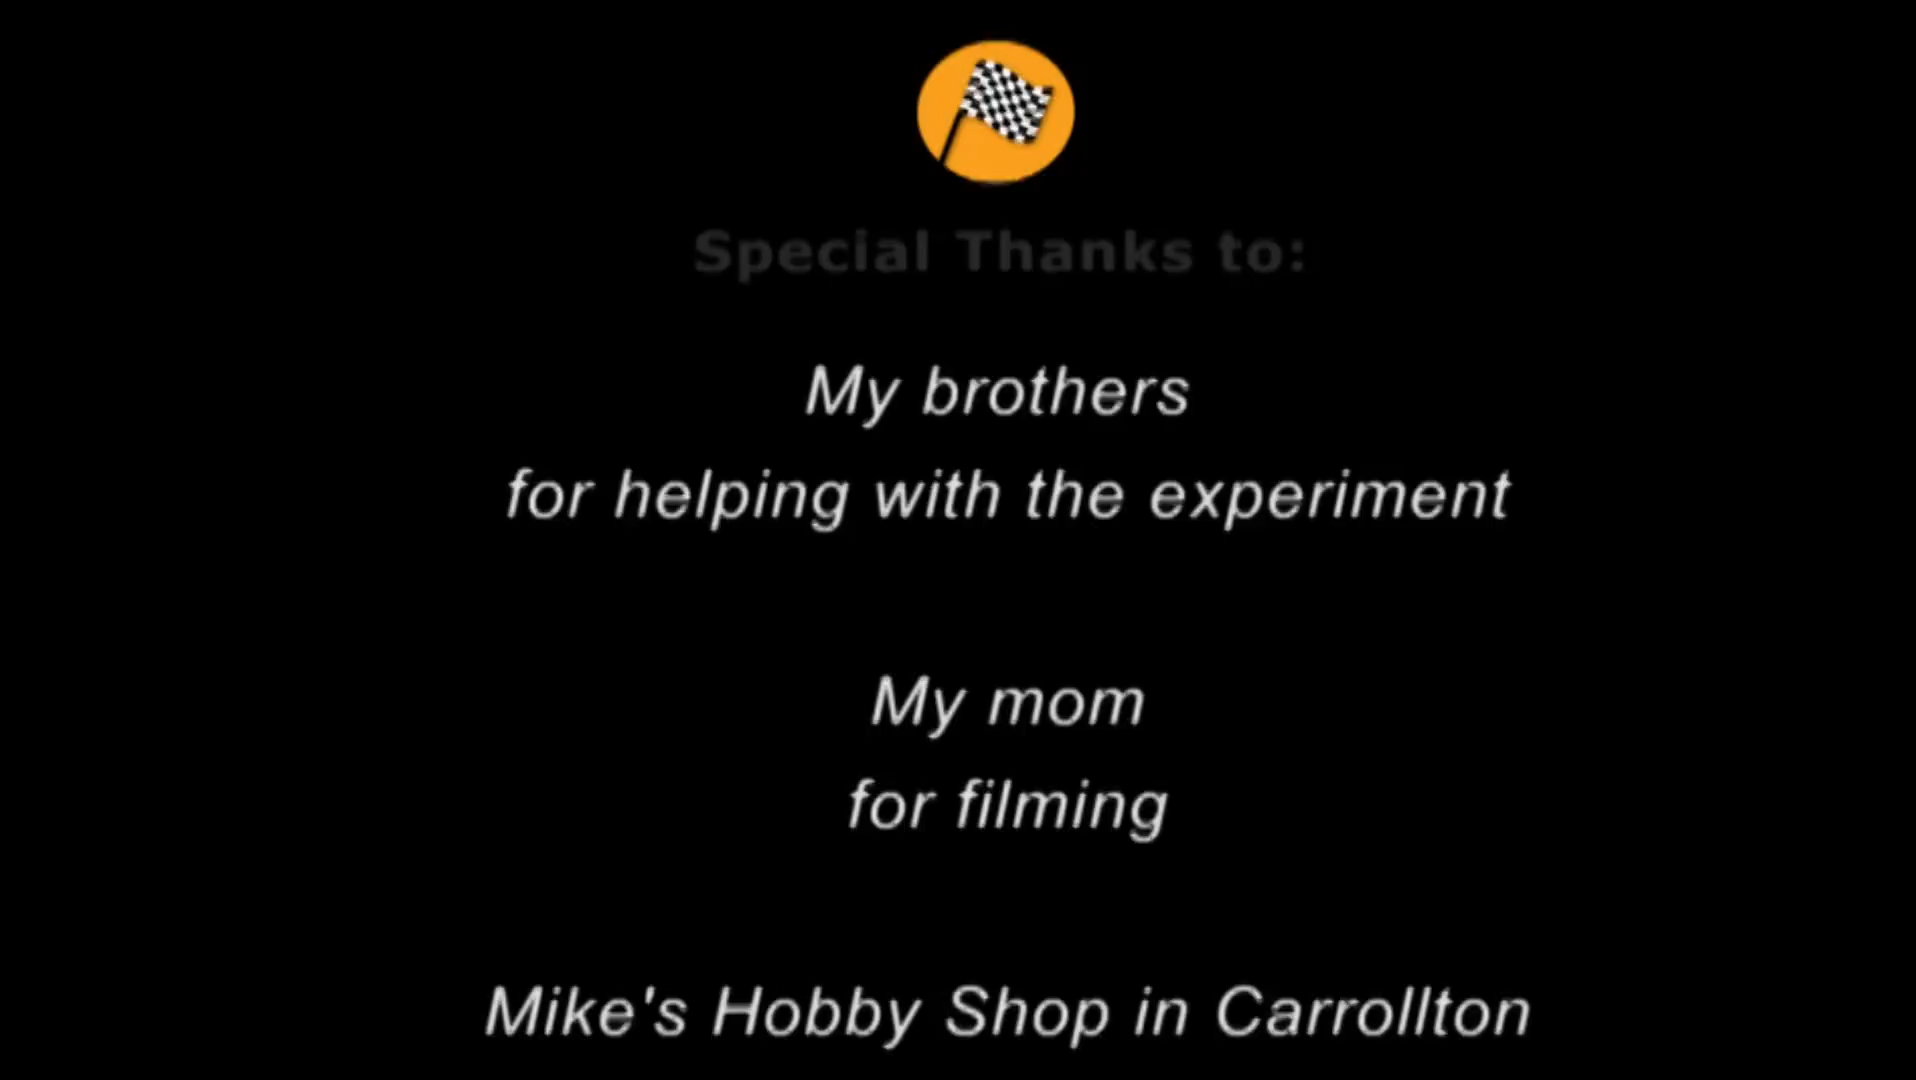 Special Thanks to:
My brothers
for helping with the experiment
My mom
for filming
Mike's Hobby Shop in Carrollton